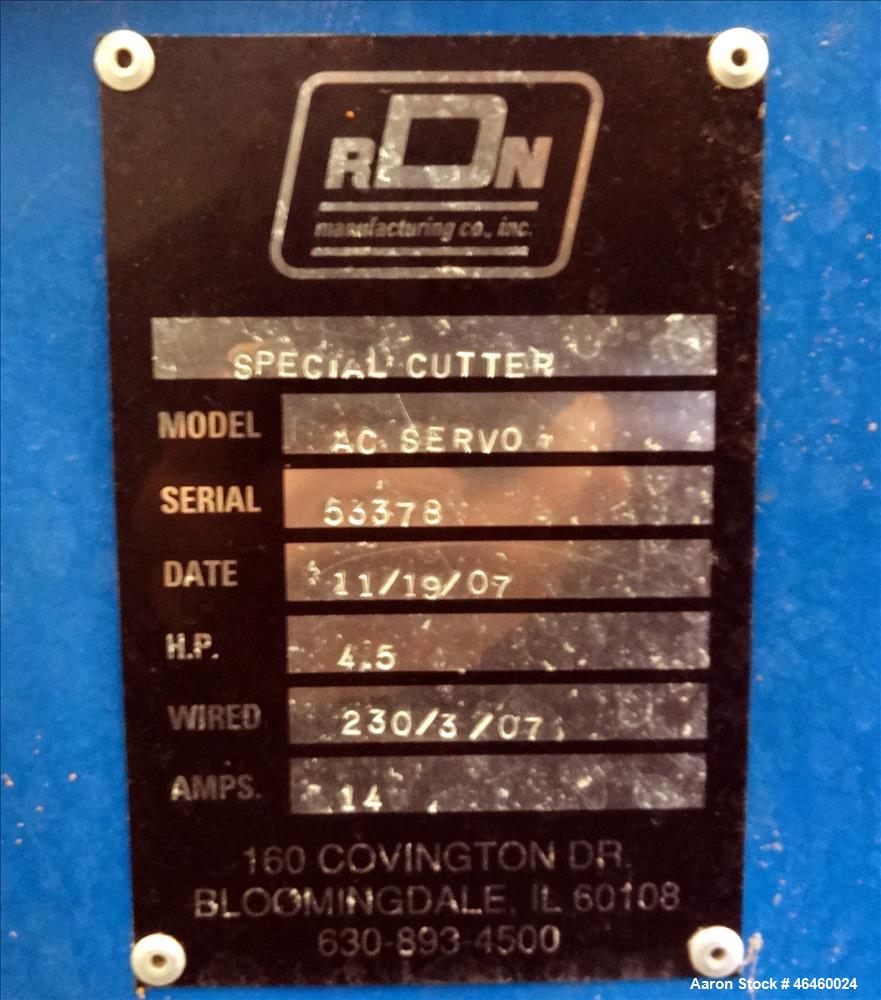 RDN
manufacturing co., inc.
SPECIAL CUTTER
MODEL AC SERVO
SERIAL 53378
DATE 11/19/07
H.P. 4.5
WIRED 230/3/07
AMPS. 14
160 COVINGTON DR.
BLOOMINGDALE, IL 60108
630-893-4500
Aaron Stock # 46460024